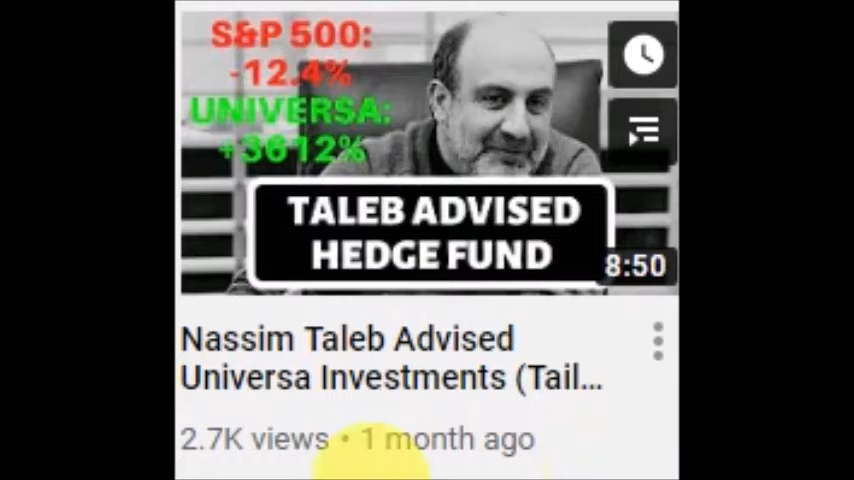 S&P 500:
-12.4%
UNIVERSA:
+3612%
TALEB ADVISED
HEDGE FUND
8:50
Nassim Taleb Advised
Universa Investments (Tail...
2.7K views • 1 month ago